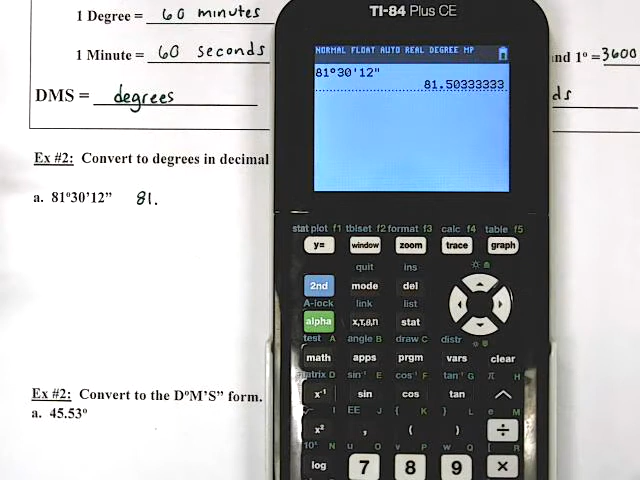 1 Degree = 60 minutes
1 Minute = 60 seconds
and 1º = 3600
DMS = degrees
ds
Ex #2: Convert to degrees in decimal
a. 81º30’12” 81.
Ex #2: Convert to the DºM’S” form.
a. 45.53º
TI-84 Plus CE
NORMAL FLOAT AUTO REAL DEGREE MP
81°30'12"
81.50333333
stat plot f1 tblset f2 format f3 calc f4 table f5
y= window zoom trace graph
quit ins
2nd mode del
A-lock link list
alpha X,T,θ,n stat
test A angle B draw C distr
math apps prgm vars clear
matrix D sin⁻¹ E cos⁻¹ F tan⁻¹ G π H
x⁻¹ sin cos tan ^
√ I EE J { K } L e M
x² , ( ) ÷
10ˣ N u O v P w Q [ R
log 7 8 9 ×